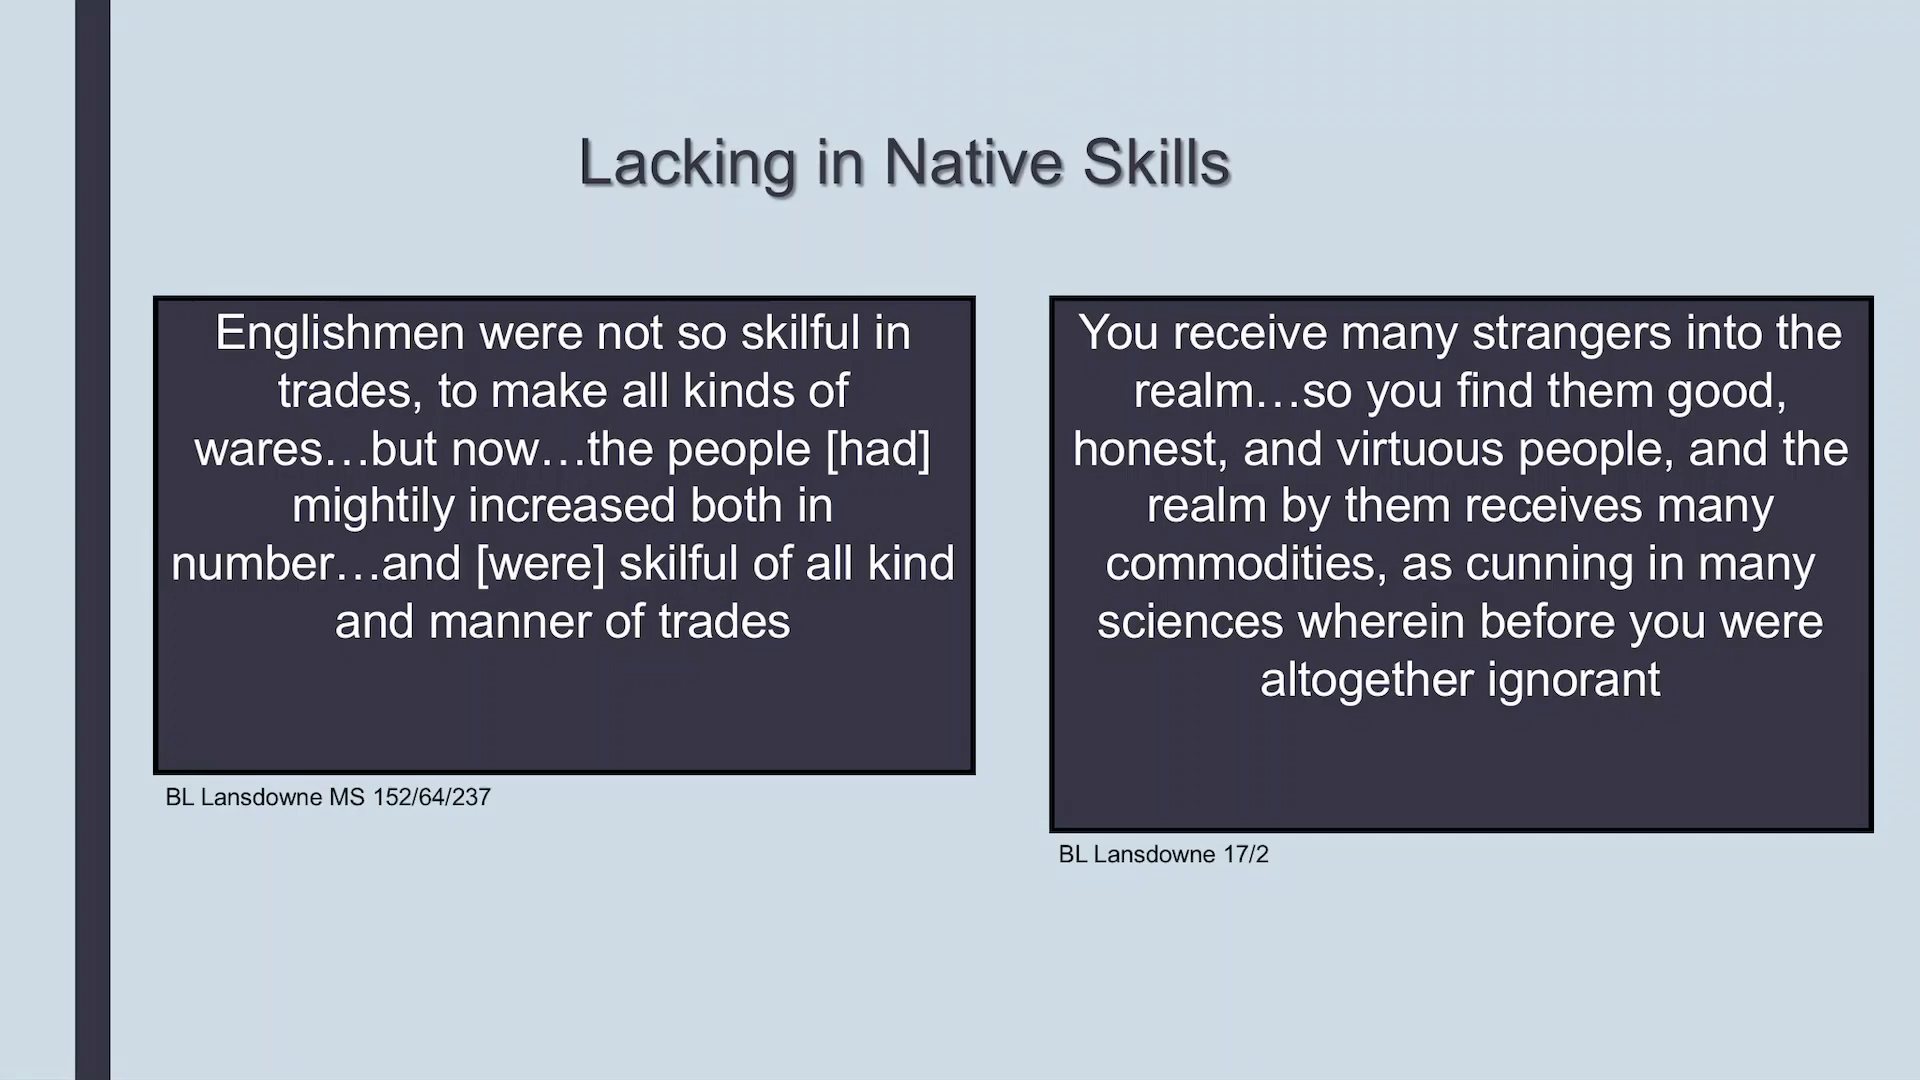 Lacking in Native Skills
Englishmen were not so skilful in
trades, to make all kinds of
wares…but now…the people [had]
mightily increased both in
number…and [were] skilful of all kind
and manner of trades
BL Lansdowne MS 152/64/237
You receive many strangers into the
realm…so you find them good,
honest, and virtuous people, and the
realm by them receives many
commodities, as cunning in many
sciences wherein before you were
altogether ignorant
BL Lansdowne 17/2